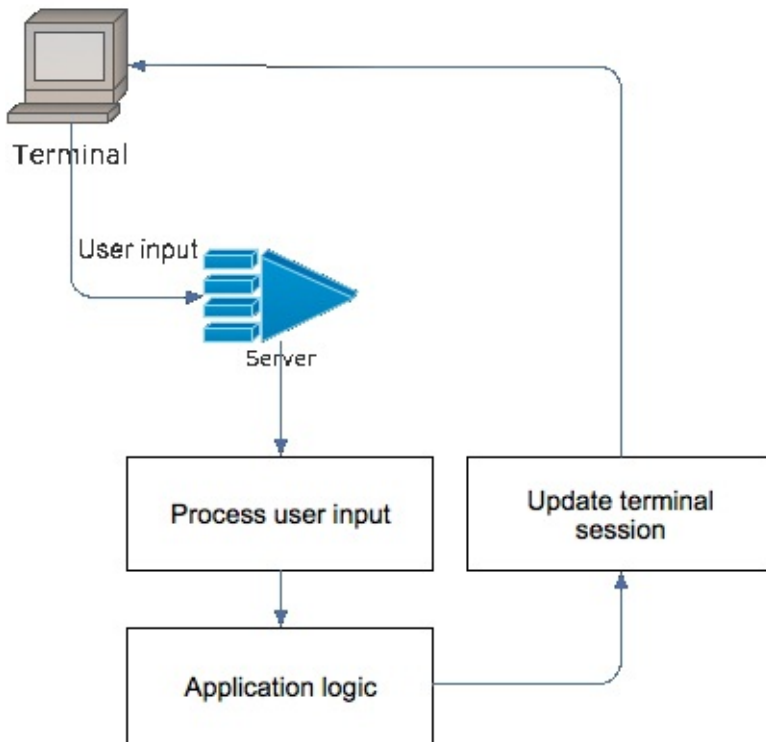 Terminal
User input
Server
Process user input
Update terminal
session
Application logic